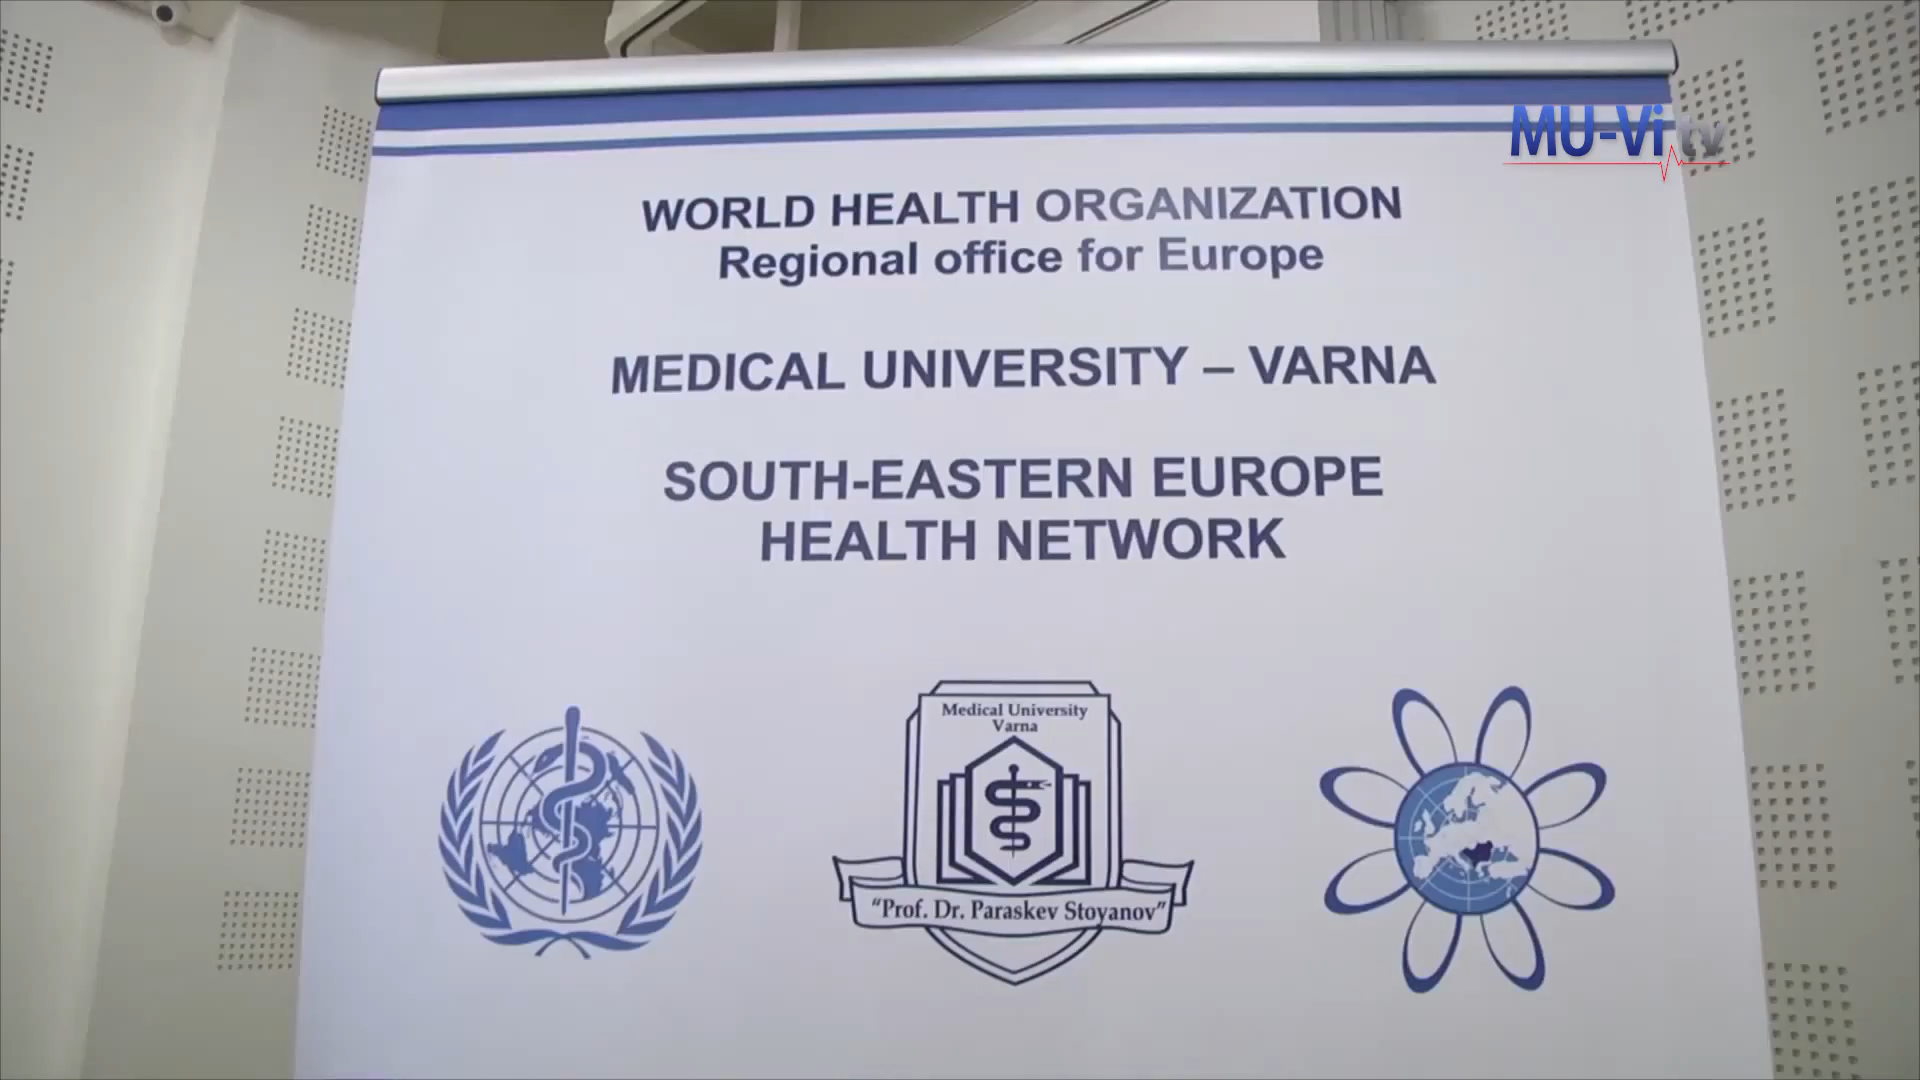 MU-Vi.tv
WORLD HEALTH ORGANIZATION
Regional office for Europe
MEDICAL UNIVERSITY – VARNA
SOUTH-EASTERN EUROPE
HEALTH NETWORK
Medical University
Varna
“Prof. Dr. Paraskev Stoyanov”